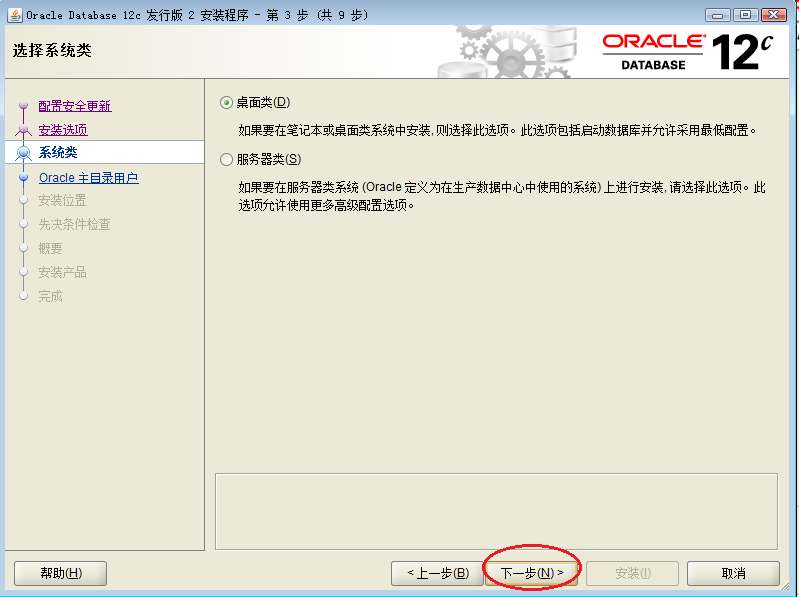 Oracle Database 12c 发行版 2 安装程序 - 第 3 步 (共 9 步)
选择系统类
ORACLE®
DATABASE
12c
配置安全更新
安装选项
系统类
Oracle 主目录用户
安装位置
先决条件检查
概要
安装产品
完成
桌面类(D)
如果要在笔记本或桌面类系统中安装, 则选择此选项。此选项包括启动数据库并允许采用最低配置。
服务器类(S)
如果要在服务器类系统 (Oracle 定义为在生产数据中心中使用的系统) 上进行安装, 请选择此选项。此
选项允许使用更多高级配置选项。
帮助(H)
< 上一步(B)
下一步(N) >
安装(I)
取消